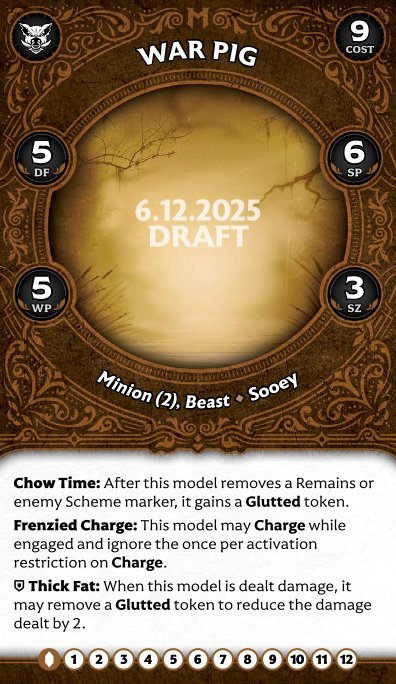 WAR PIG
9
COST
5
DF
6
SP
6.12.2025
DRAFT
5
WP
3
SZ
Minion (2), Beast ♦ Sooey
Chow Time: After this model removes a Remains or
enemy Scheme marker, it gains a Glutted token.
Frenzied Charge: This model may Charge while
engaged and ignore the once per activation
restriction on Charge.
Thick Fat: When this model is dealt damage, it
may remove a Glutted token to reduce the damage
dealt by 2.
1 2 3 4 5 6 7 8 9 10 11 12